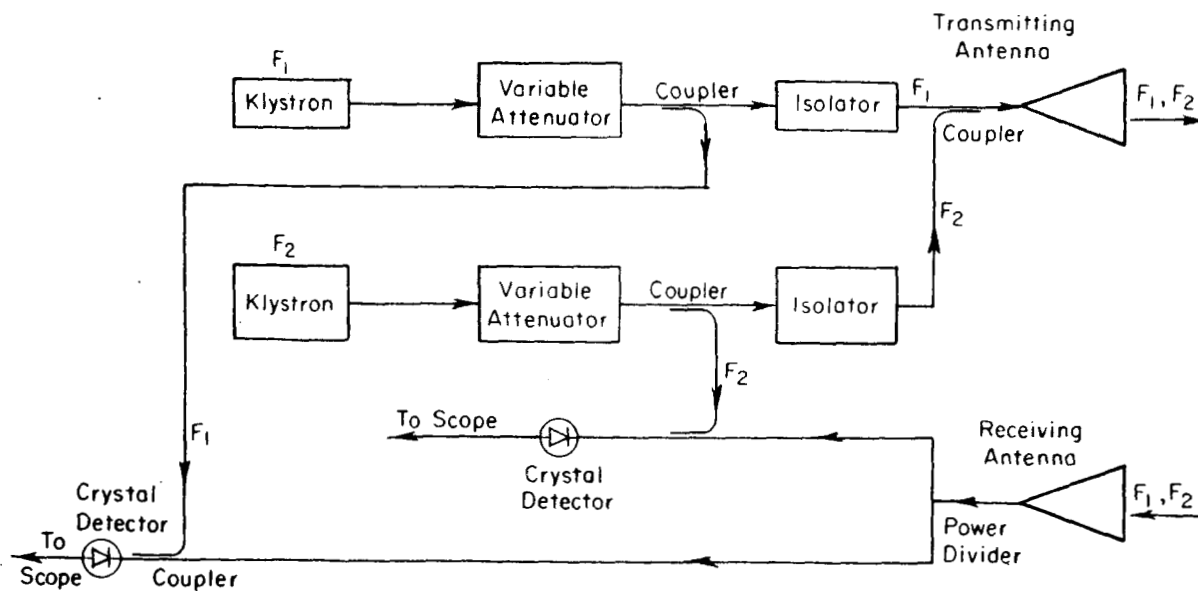 Transmitting
Antenna
F₁
Klystron
Variable
Attenuator
Coupler
Isolator
F₁
Coupler
F₁, F₂
F₂
F₂
Klystron
Variable
Attenuator
Coupler
Isolator
F₂
F₁
To Scope
Crystal
Detector
Receiving
Antenna
F₁, F₂
Power
Divider
Crystal
Detector
To
Scope
Coupler